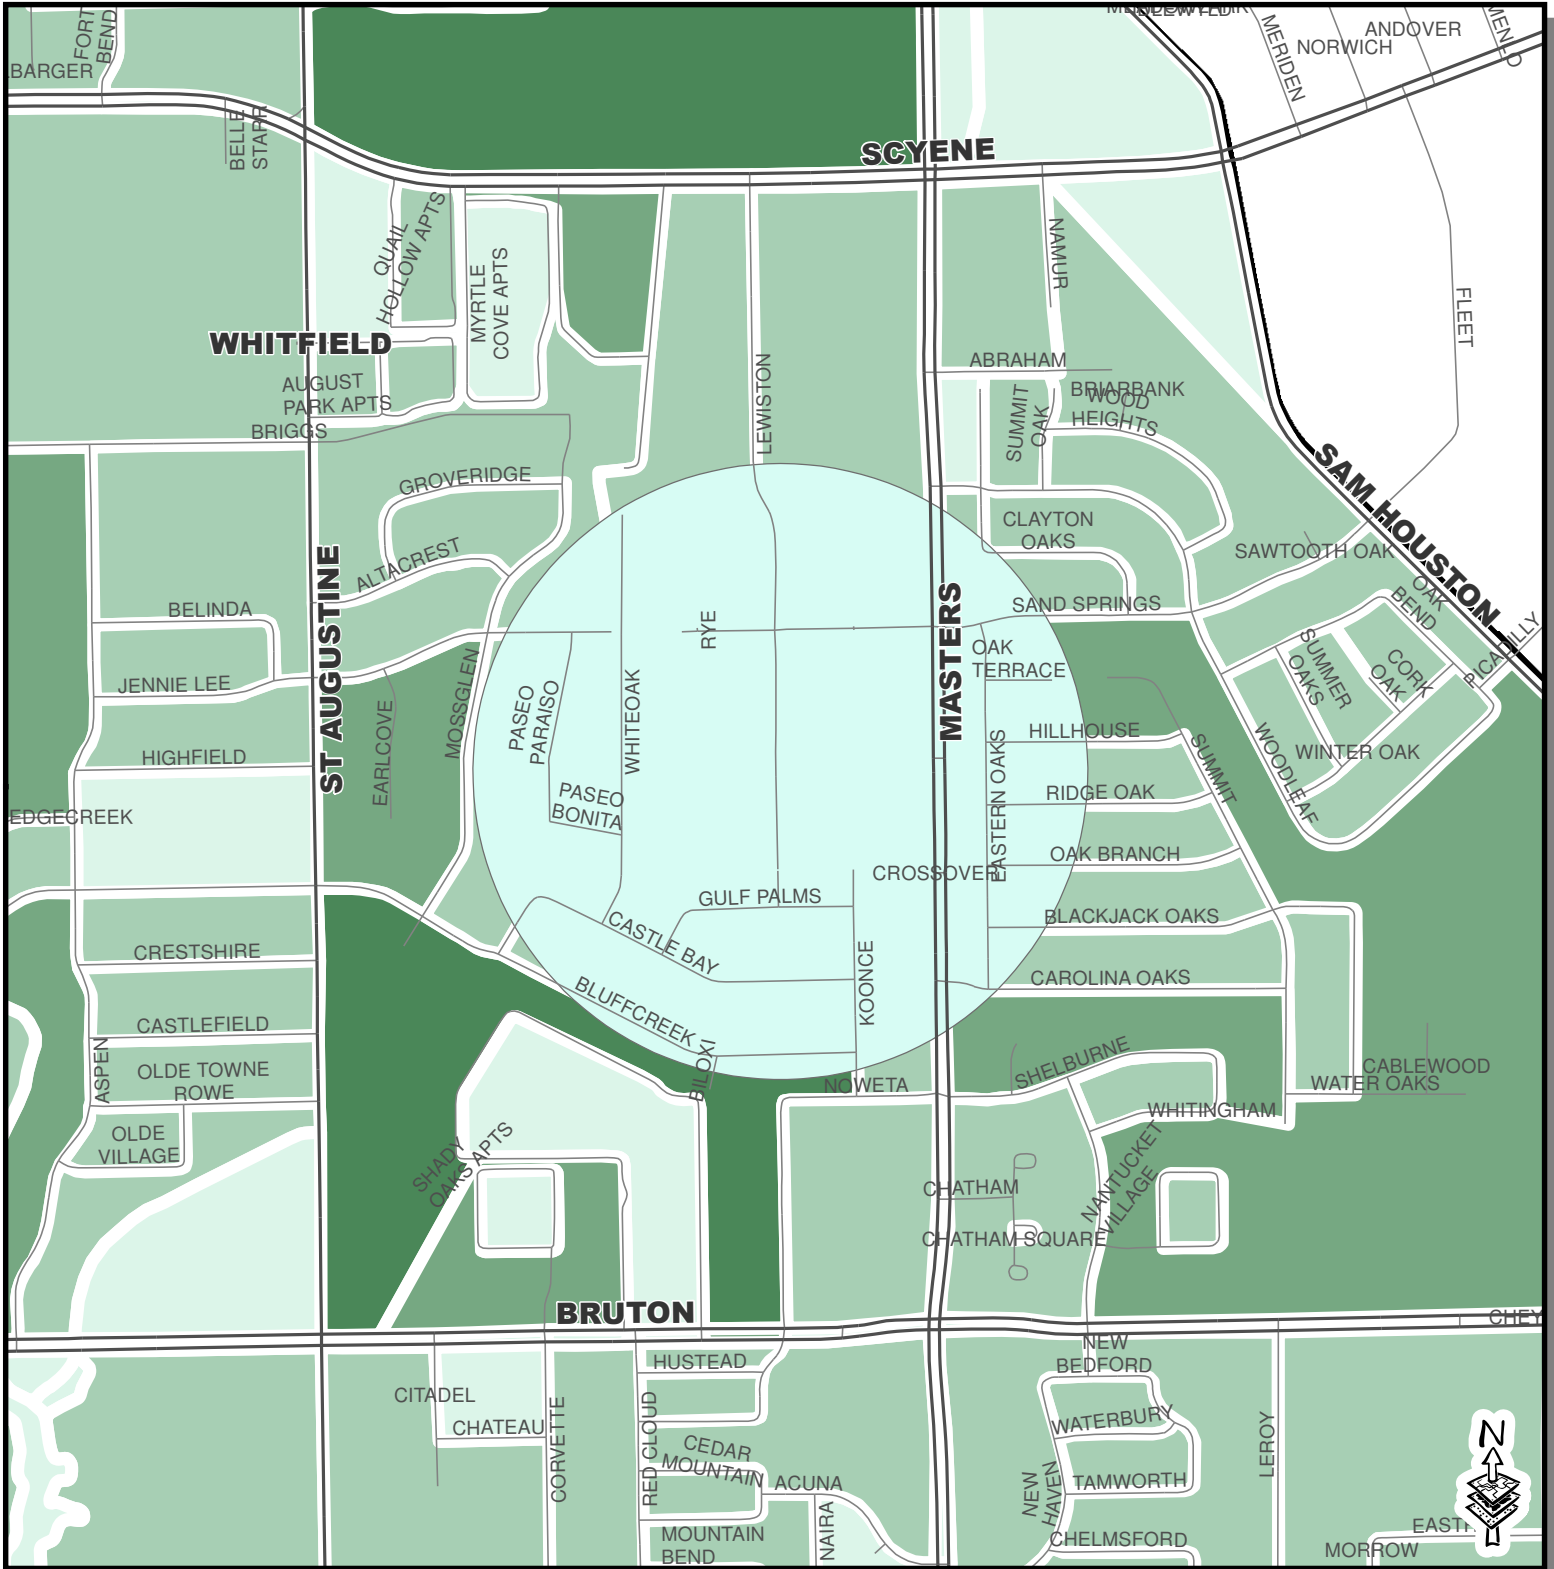 FORT
BEND
BARGER
BELLE
STARR
MERIDEN
NORWICH
ANDOVER
MENLO
SCYENE
QUAIL
HOLLOW APTS
MYRTLE
COVE APTS
NAMUR
FLEET
WHITFIELD
AUGUST
PARK APTS
BRIGGS
LEWISTON
ABRAHAM
SUMMIT
OAK
BRIARBANK
WOOD
HEIGHTS
SAM HOUSTON
GROVERIDGE
ALTACREST
CLAYTON
OAKS
SAWTOOTH OAK
OAK
BEND
PICADILLY
BELINDA
ST AUGUSTINE
RYE
MASTERS
SAND SPRINGS
OAK
TERRACE
SUMMER
OAKS
CORK
OAK
JENNIE LEE
EARLCOVE
MOSSGLEN
PASEO
PARAISO
WHITEOAK
HIGHFIELD
HILLHOUSE
SUMMIT
WOODLEAF
WINTER OAK
EDGECREEK
PASEO
BONITA
EASTERN OAKS
RIDGE OAK
OAK BRANCH
CROSSOVER
GULF PALMS
CASTLE BAY
KOONCE
BLACKJACK OAKS
CRESTSHIRE
CAROLINA OAKS
BLUFFCREEK
BILOXI
CASTLEFIELD
ASPEN
OLDE TOWNE
ROWE
NOWETA
SHELBURNE
CABLEWOOD
WATER OAKS
WHITINGHAM
OLDE
VILLAGE
SHADY
OAKS APTS
NANTUCKET
VILLAGE
CHATHAM
CHATHAM SQUARE
BRUTON
CHEY
HUSTEAD
NEW
BEDFORD
CITADEL
CHATEAU
CORVETTE
RED CLOUD
CEDAR
MOUNTAIN
ACUNA
NAIRA
MOUNTAIN
BEND
WATERBURY
NEW
HAVEN
TAMWORTH
CHELMSFORD
LEROY
MORROW
N